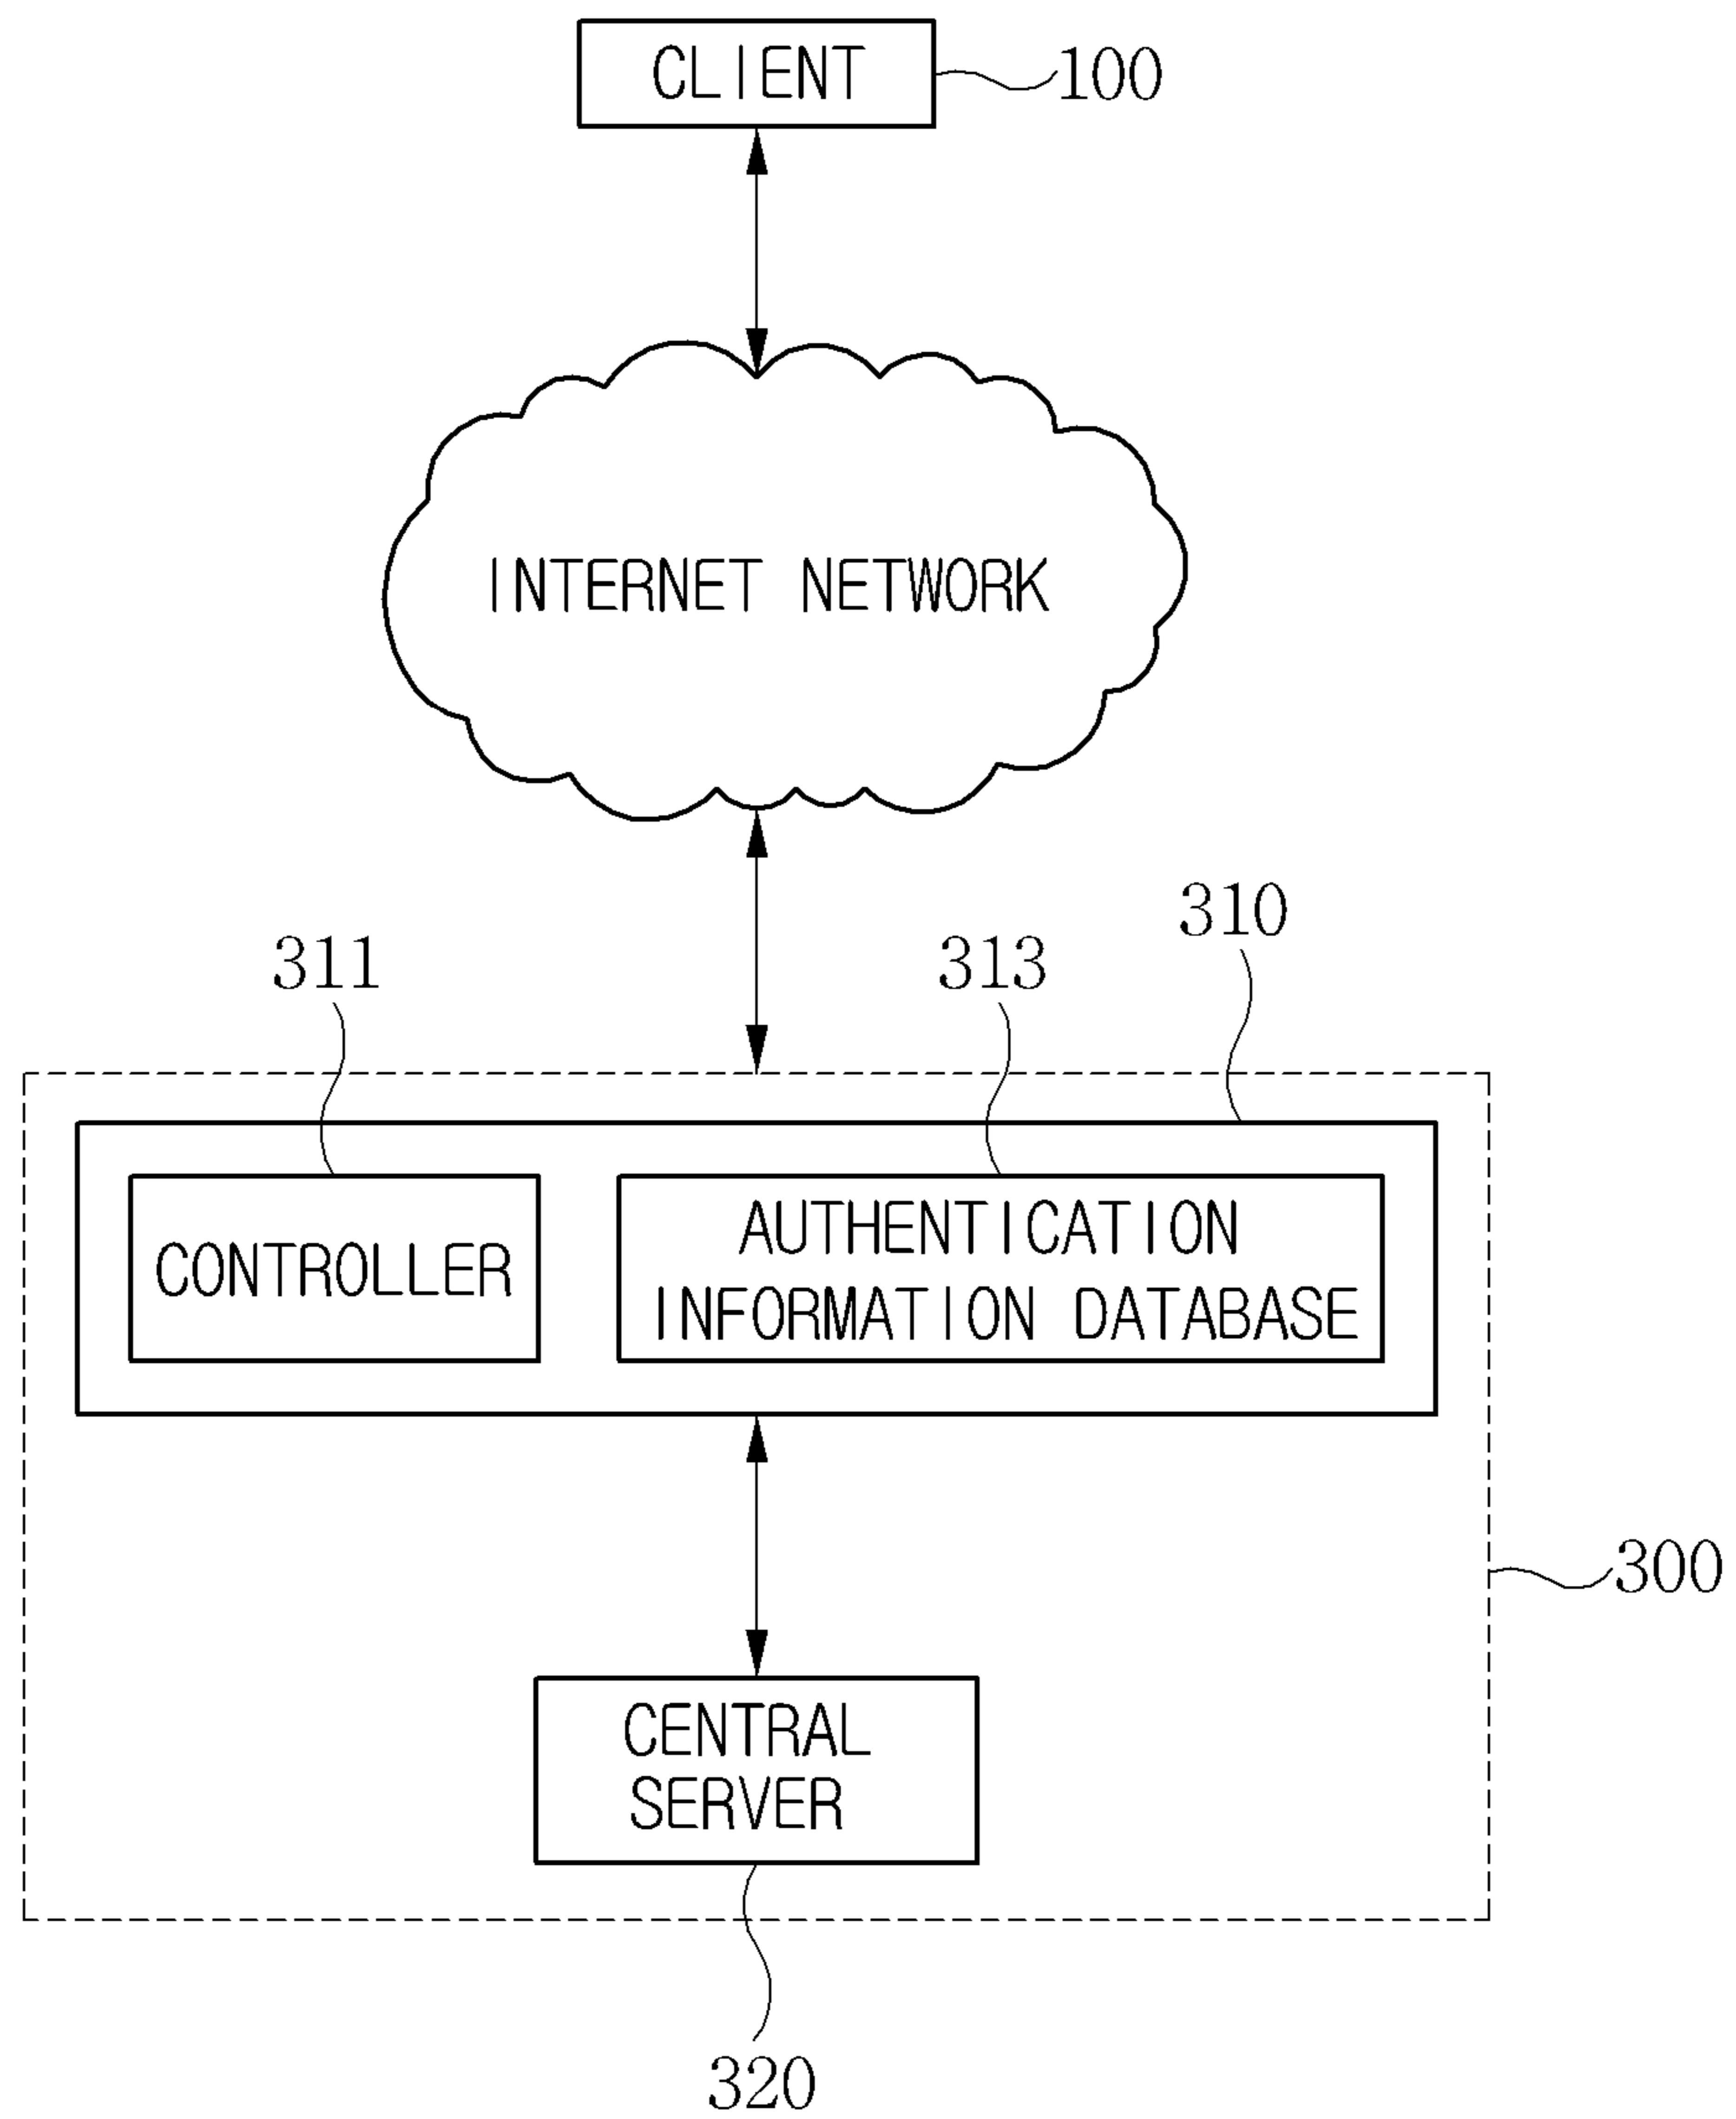 CLIENT
100
INTERNET NETWORK
310
311
313
CONTROLLER
AUTHENTICATION
INFORMATION DATABASE
300
CENTRAL
SERVER
320